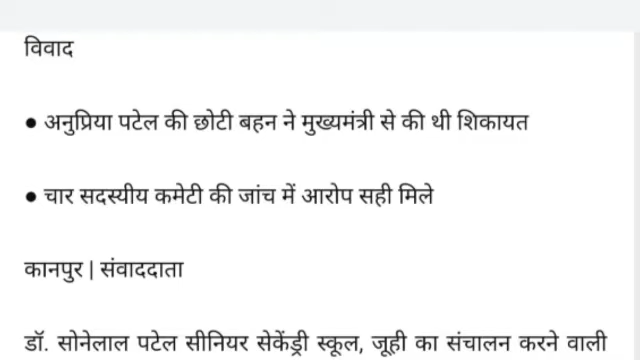 विवाद
● अनुप्रिया पटेल की छोटी बहन ने मुख्यमंत्री से की थी शिकायत
● चार सदस्यीय कमेटी की जांच में आरोप सही मिले
कानपुर | संवाददाता
डॉ. सोनेलाल पटेल सीनियर सेकेंड्री स्कूल, जूही का संचालन करने वाली